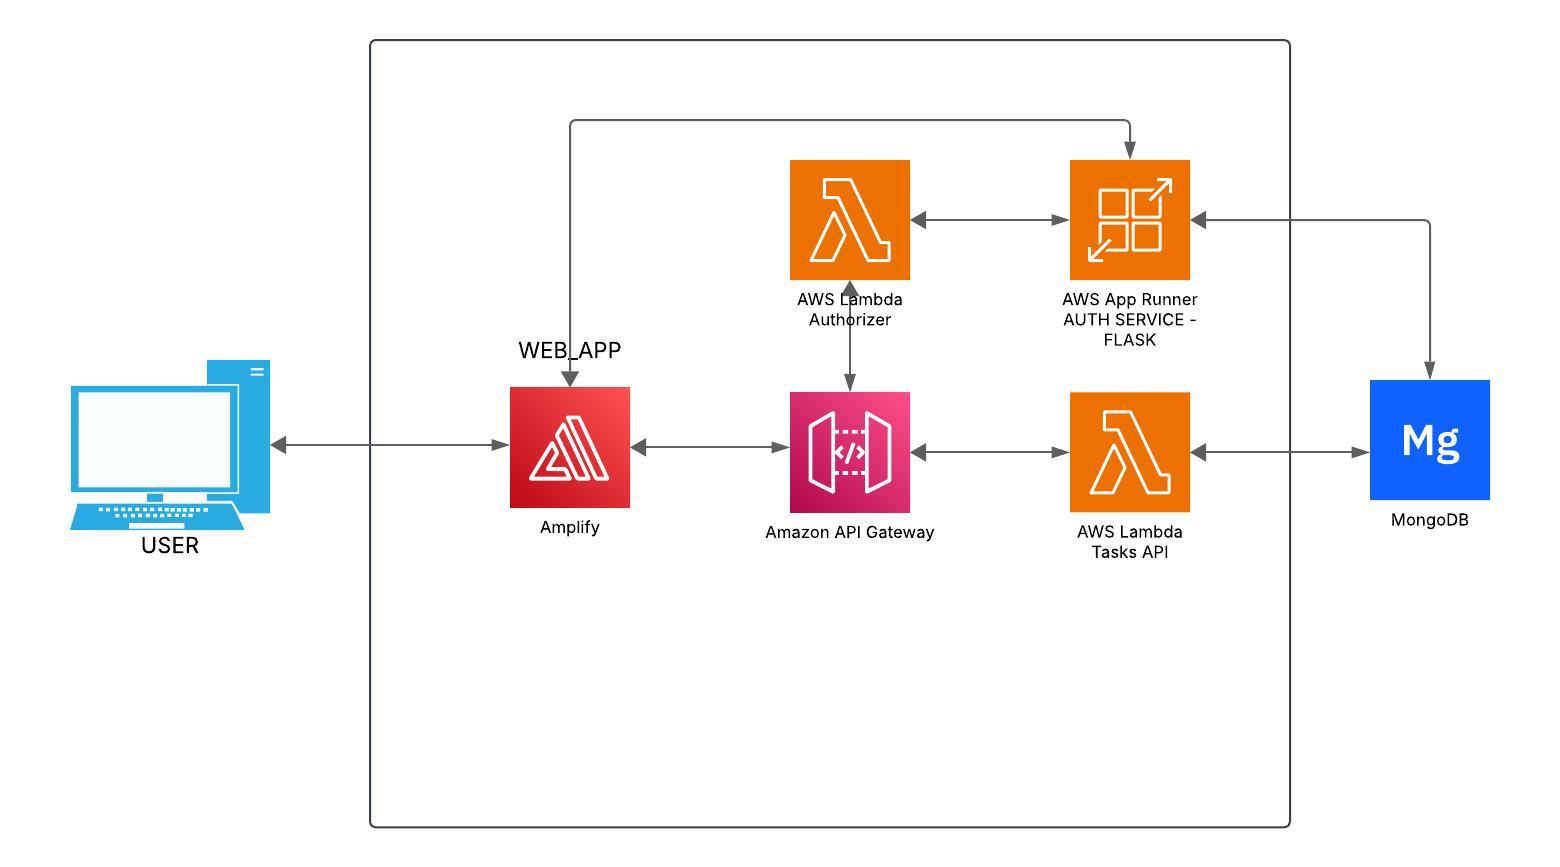 AWS Lambda
Authorizer
AWS App Runner
AUTH SERVICE -
FLASK
WEB_APP
USER
Amplify
</>
Amazon API Gateway
AWS Lambda
Tasks API
Mg
MongoDB